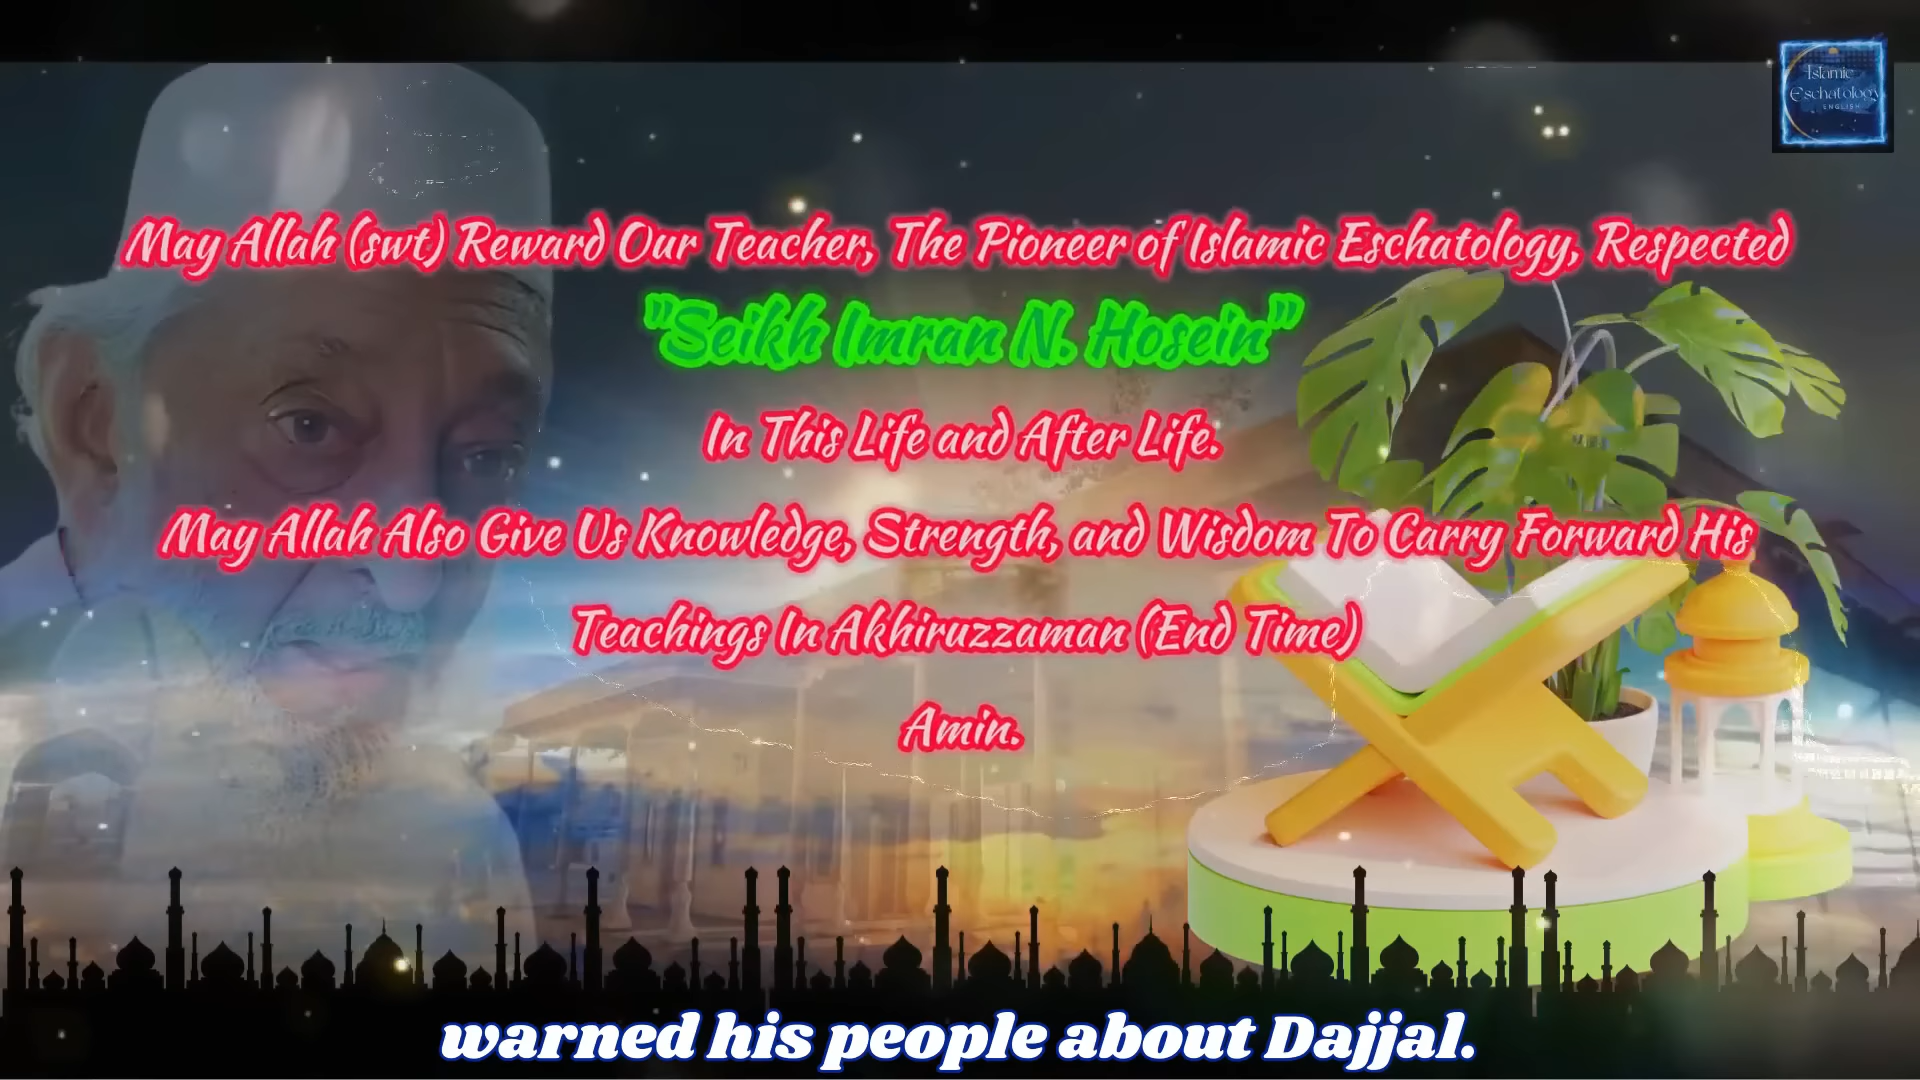 Islamic
Eschatology
ENGLISH
May Allah (swt) Reward Our Teacher, The Pioneer of Islamic Eschatology, Respected
"Seikh Imran N. Hosein"
In This Life and After Life.
May Allah Also Give Us Knowledge, Strength, and Wisdom To Carry Forward His
Teachings In Akhiruzzaman (End Time)
Amin.
warned his people about Dajjal.